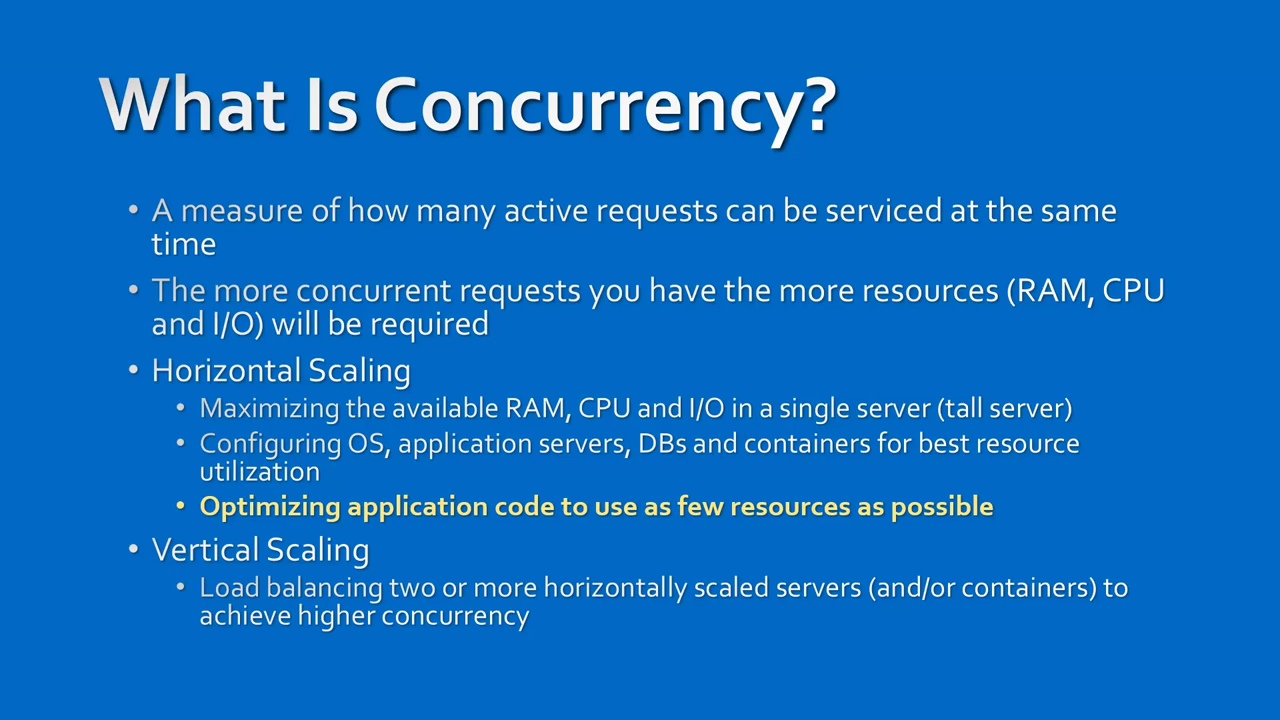 What Is Concurrency?
• A measure of how many active requests can be serviced at the same
time
• The more concurrent requests you have the more resources (RAM, CPU
and I/O) will be required
• Horizontal Scaling
• Maximizing the available RAM, CPU and I/O in a single server (tall server)
• Configuring OS, application servers, DBs and containers for best resource
utilization
• Optimizing application code to use as few resources as possible
• Vertical Scaling
• Load balancing two or more horizontally scaled servers (and/or containers) to
achieve higher concurrency